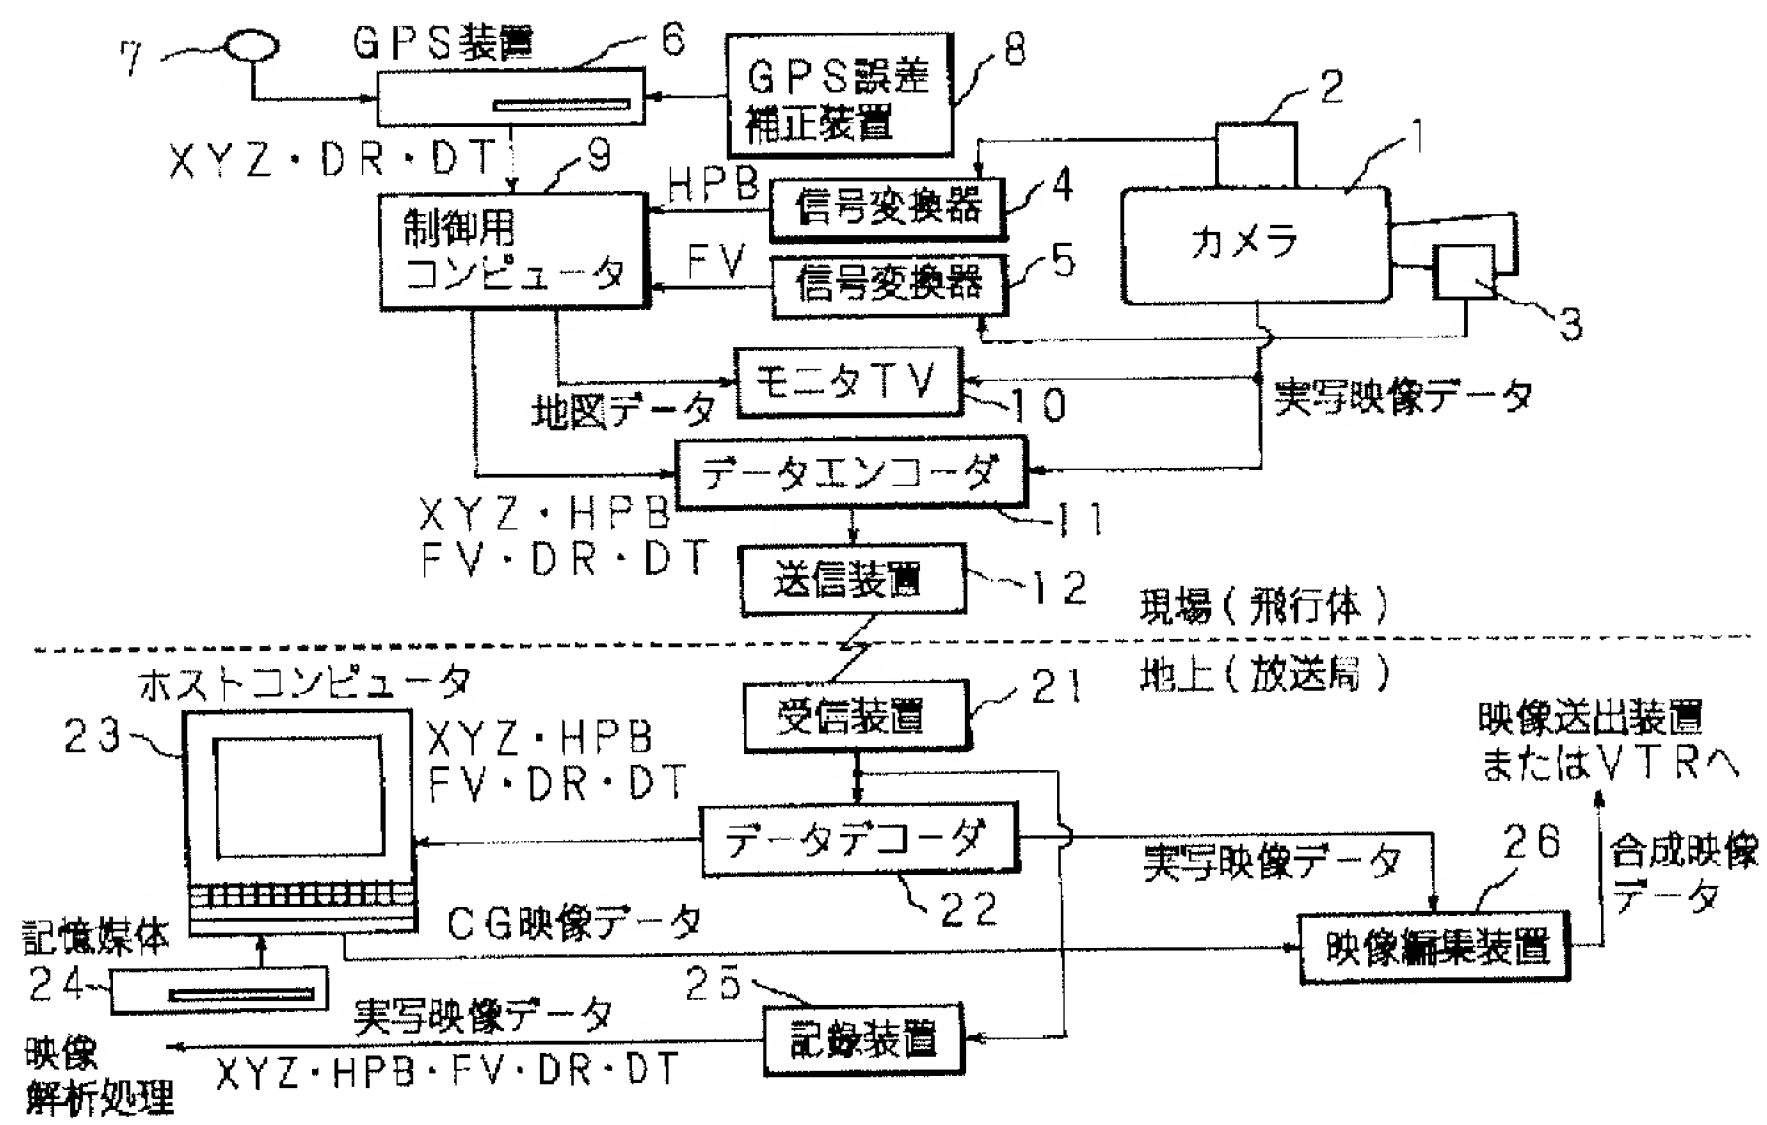 7
GPS装置
6
GPS誤差
補正装置
8
2
1
XYZ・DR・DT
9
HPB
信号変換器
4
制御用
コンピュータ
カメラ
FV
信号変換器
5
3
モニタTV
10
地図データ
実写映像データ
データエンコーダ
11
XYZ・HPB
FV・DR・DT
送信装置
12
現場(飛行体)
地上(放送局)
ホストコンピュータ
23
受信装置
21
XYZ・HPB
FV・DR・DT
映像送出装置
またはVTRへ
データデコーダ
22
実写映像データ
26
合成映像
データ
CG映像データ
映像編集装置
記憶媒体
24
25
実写映像データ
記録装置
XYZ・HPB・FV・DR・DT
映像
解析処理